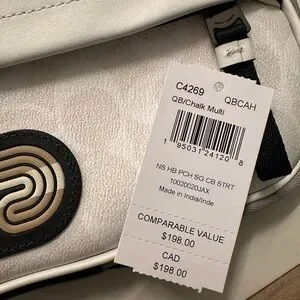 C4269 QBCAH
QB/Chalk Multi
1 95031 24120 8
NS HB PCH SG CB STRT
10020020JAX
Made in India/Inde
COMPARABLE VALUE
$198.00
CAD
$198.00